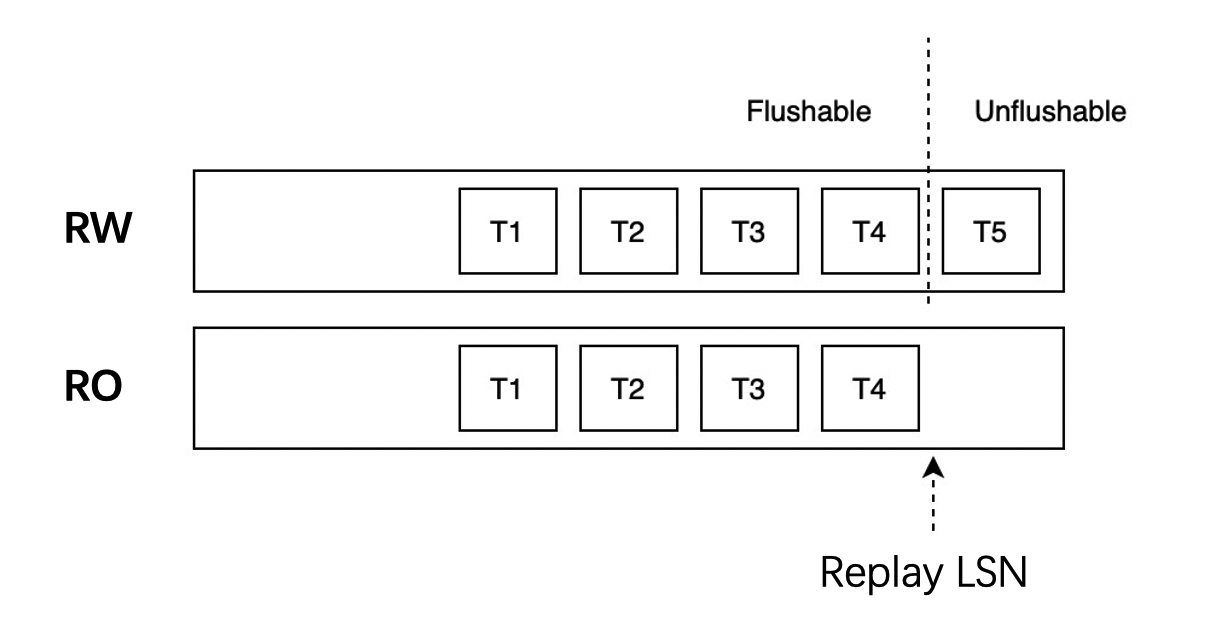 Flushable Unflushable
RW T1 T2 T3 T4 T5
RO T1 T2 T3 T4
Replay LSN